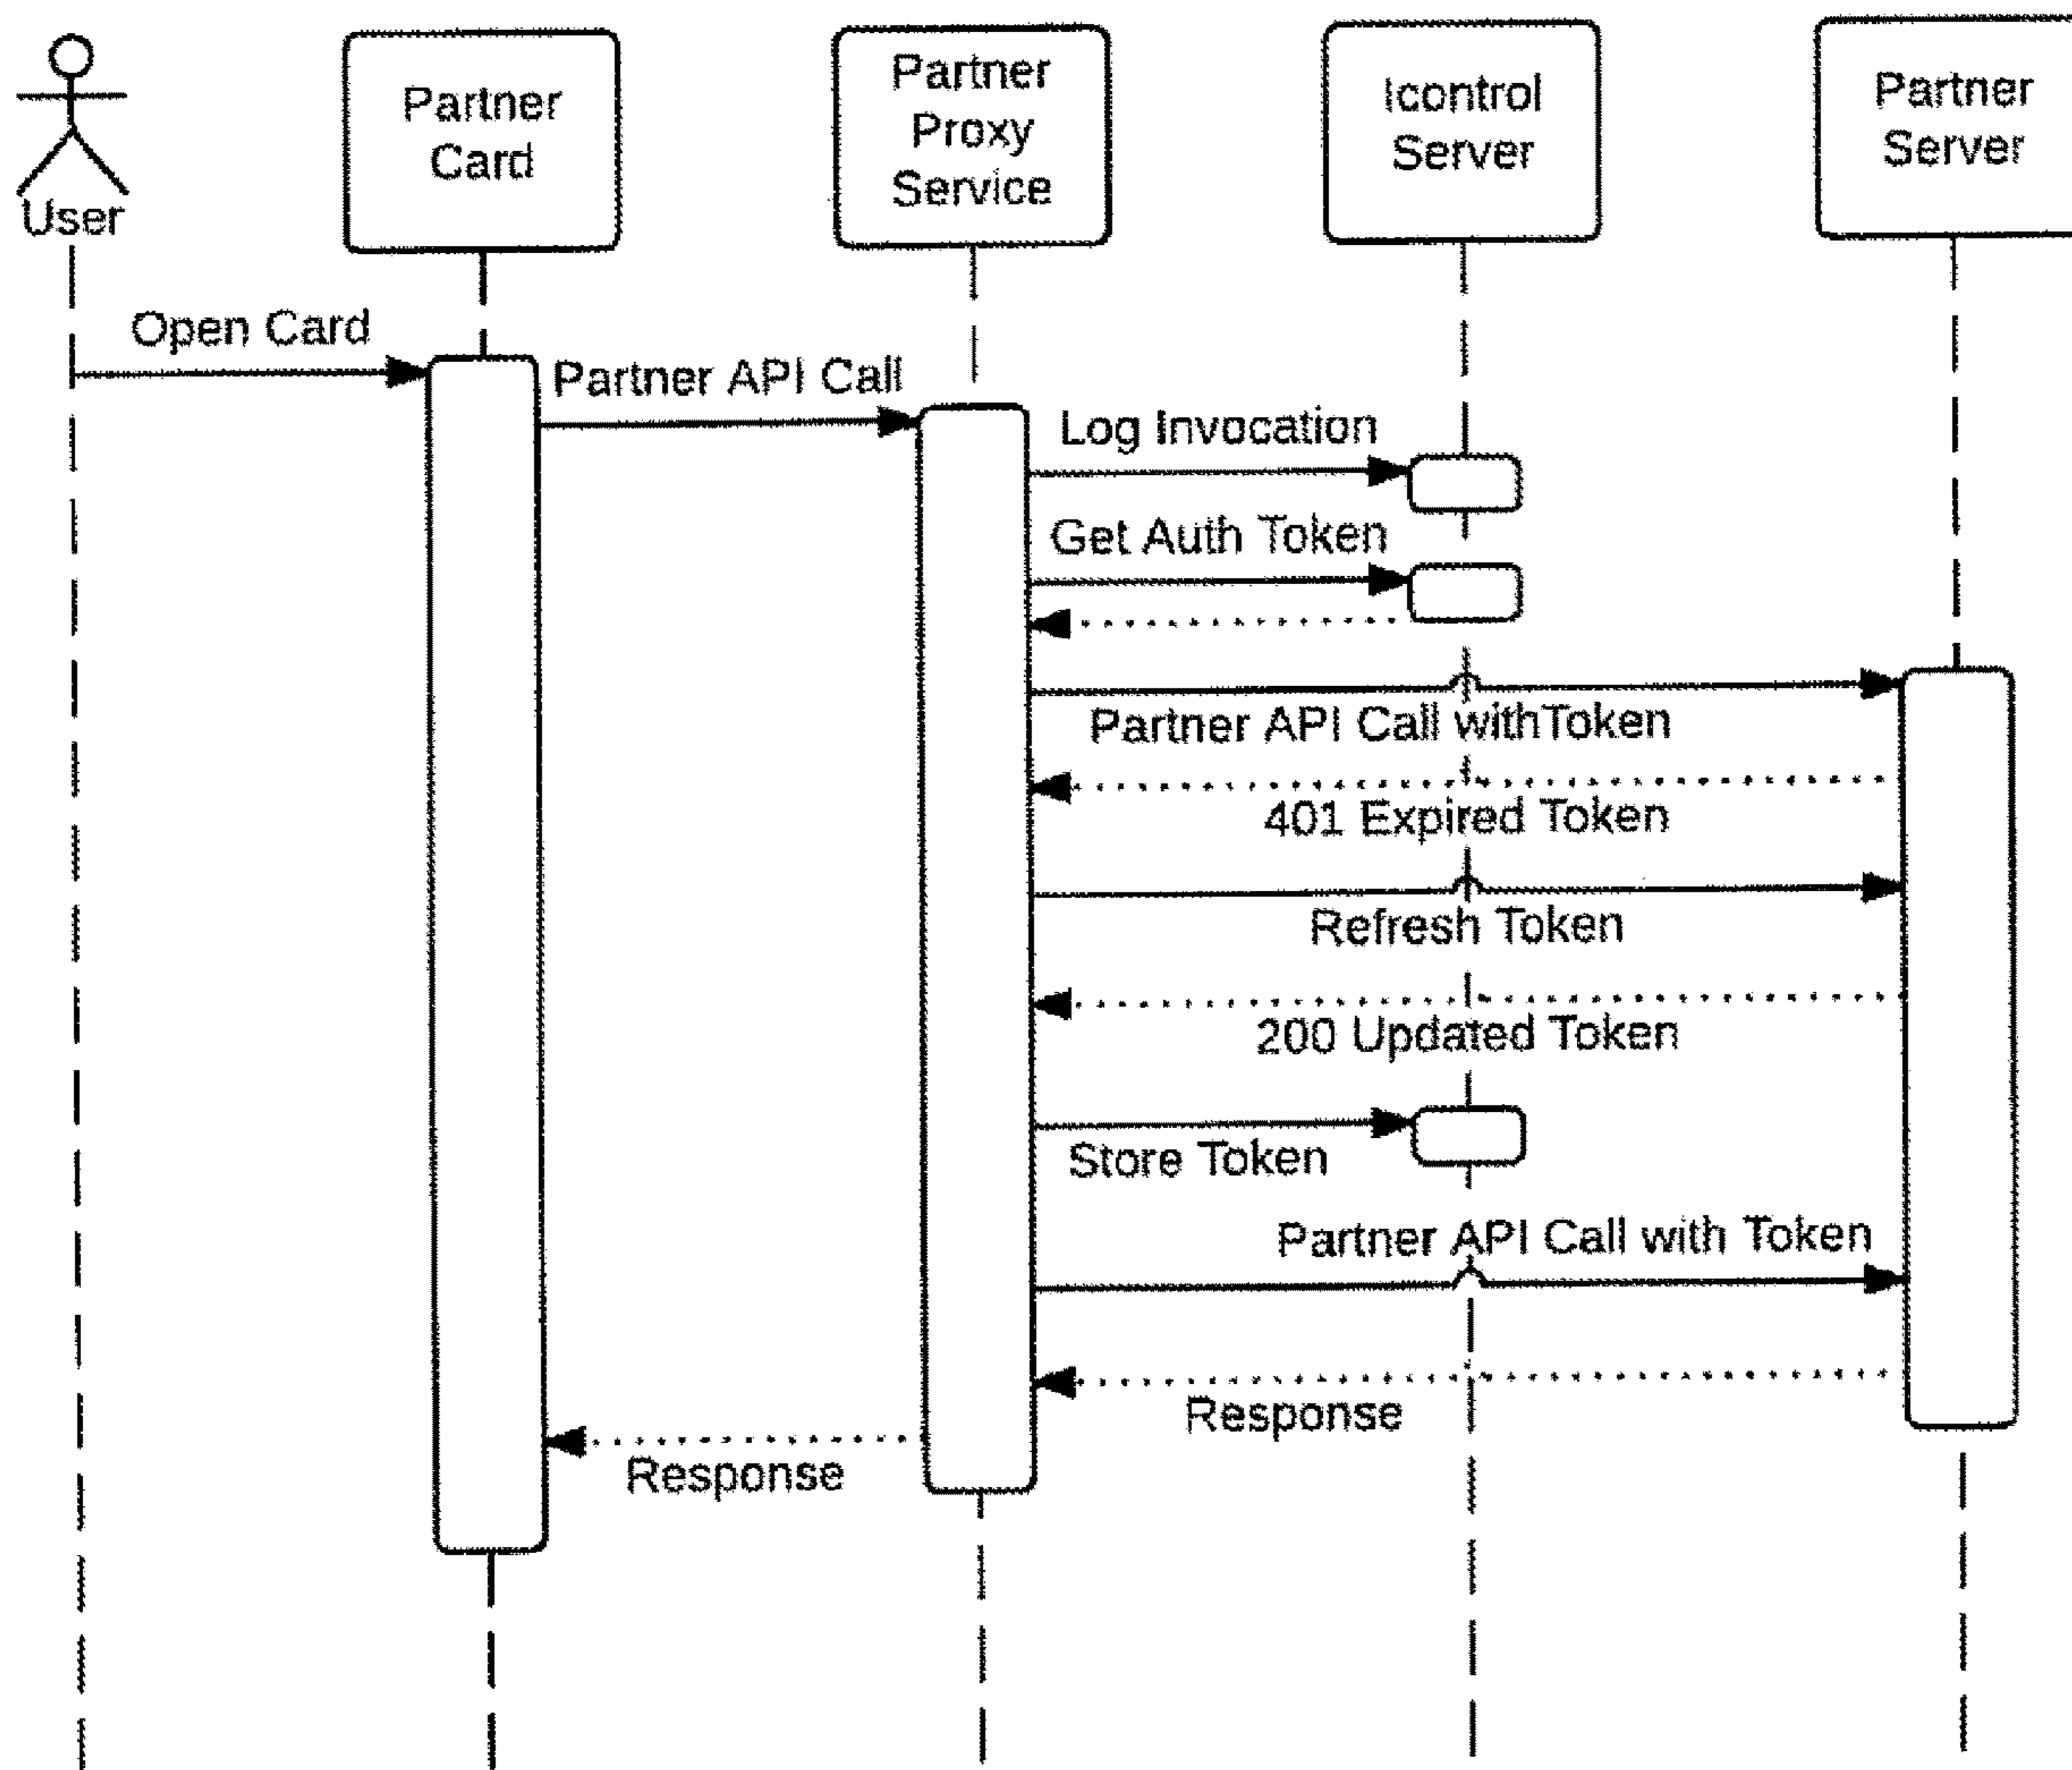 User
Partner
Card
Partner
Proxy
Service
Icontrol
Server
Partner
Server
Open Card
Partner API Call
Log Invocation
Get Auth Token
Partner API Call withToken
401 Expired Token
Refresh Token
200 Updated Token
Store Token
Partner API Call with Token
Response
Response